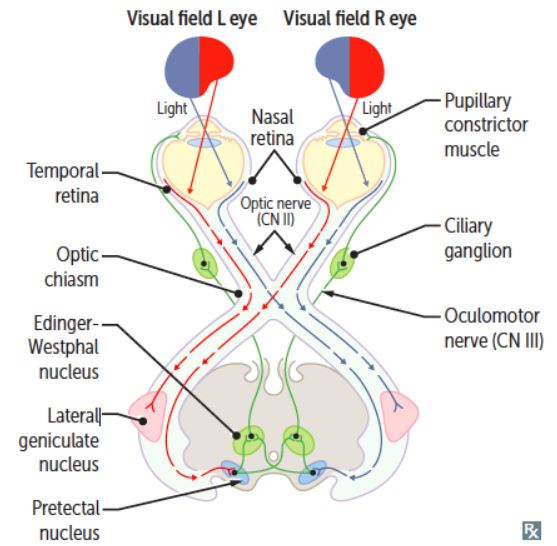 Visual field L eye
Visual field R eye
Light
Light
Nasal
retina
Pupillary
constrictor
muscle
Temporal
retina
Optic nerve
(CN II)
Ciliary
ganglion
Optic
chiasm
Oculomotor
nerve (CN III)
Edinger-
Westphal
nucleus
Lateral
geniculate
nucleus
Pretectal
nucleus
Rx